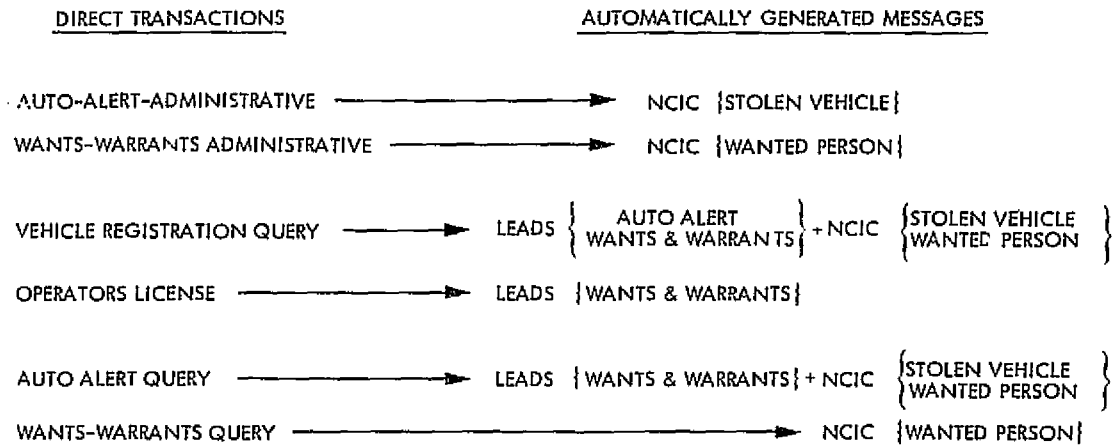 DIRECT TRANSACTIONS AUTOMATICALLY GENERATED MESSAGES
AUTO-ALERT-ADMINISTRATIVE NCIC {STOLEN VEHICLE}
WANTS-WARRANTS ADMINISTRATIVE NCIC {WANTED PERSON}
VEHICLE REGISTRATION QUERY LEADS {AUTO ALERT WANTS & WARRANTS} + NCIC {STOLEN VEHICLE WANTED PERSON}
OPERATORS LICENSE LEADS {WANTS & WARRANTS}
AUTO ALERT QUERY LEADS {WANTS & WARRANTS} + NCIC {STOLEN VEHICLE WANTED PERSON}
WANTS-WARRANTS QUERY NCIC {WANTED PERSON}